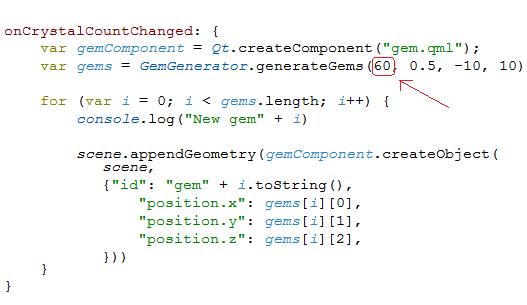 onCrystalCountChanged: {
var gemComponent = Qt.createComponent("gem.qml");
var gems = GemGenerator.generateGems(60, 0.5, -10, 10)
for (var i = 0; i < gems.length; i++) {
console.log("New gem" + i)
scene.appendGeometry(gemComponent.createObject(
scene,
{"id": "gem" + i.toString(),
"position.x": gems[i][0],
"position.y": gems[i][1],
"position.z": gems[i][2],
}))
}
}